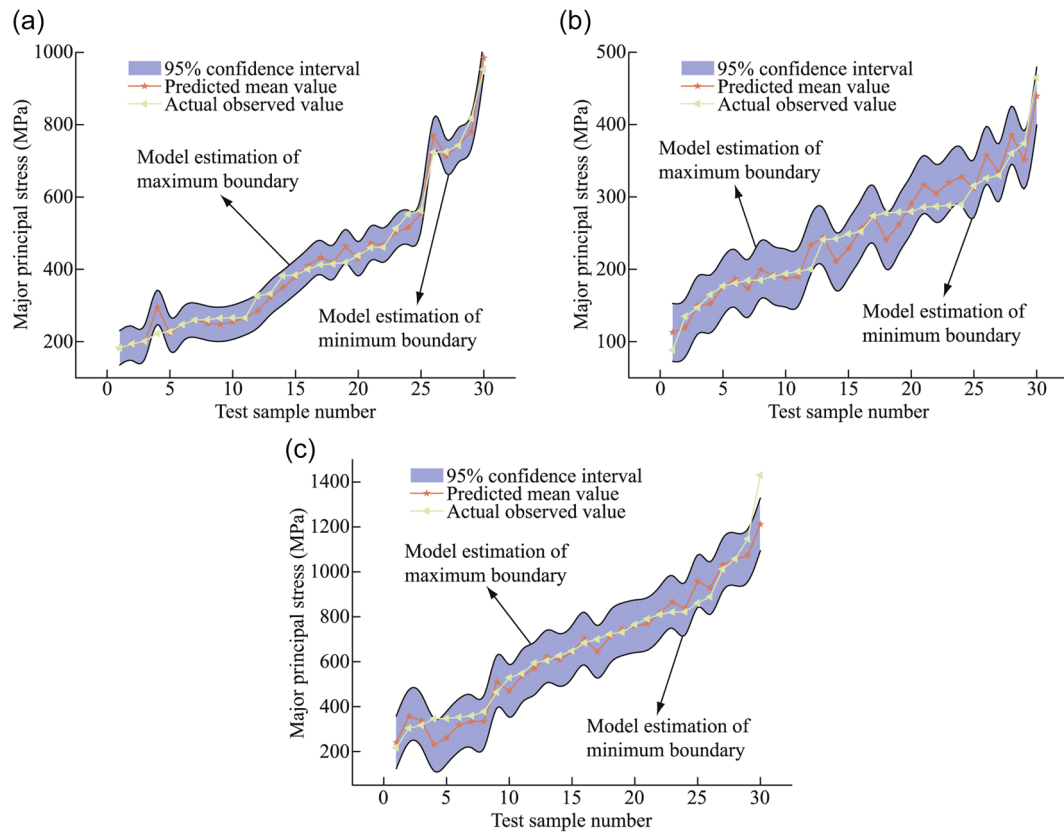 (a)
1000
800
600
400
200
Major principal stress (MPa)
95% confidence interval
Predicted mean value
Actual observed value
Model estimation of
maximum boundary
Model estimation of
minimum boundary
0 5 10 15 20 25 30
Test sample number
(b)
500
400
300
200
100
Major principal stress (MPa)
95% confidence interval
Predicted mean value
Actual observed value
Model estimation of
maximum boundary
Model estimation of
minimum boundary
0 5 10 15 20 25 30
Test sample number
(c)
1400
1200
1000
800
600
400
200
Major principal stress (MPa)
95% confidence interval
Predicted mean value
Actual observed value
Model estimation of
maximum boundary
Model estimation of
minimum boundary
0 5 10 15 20 25 30
Test sample number